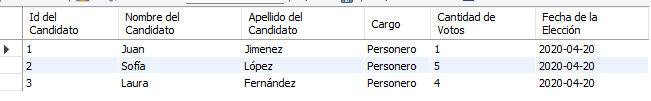 Id del Candidato Nombre del Candidato Apellido del Candidato Cargo Cantidad de Votos Fecha de la Elección
1 Juan Jimenez Personero 1 2020-04-20
2 Sofía López Personero 5 2020-04-20
3 Laura Fernández Personero 4 2020-04-20